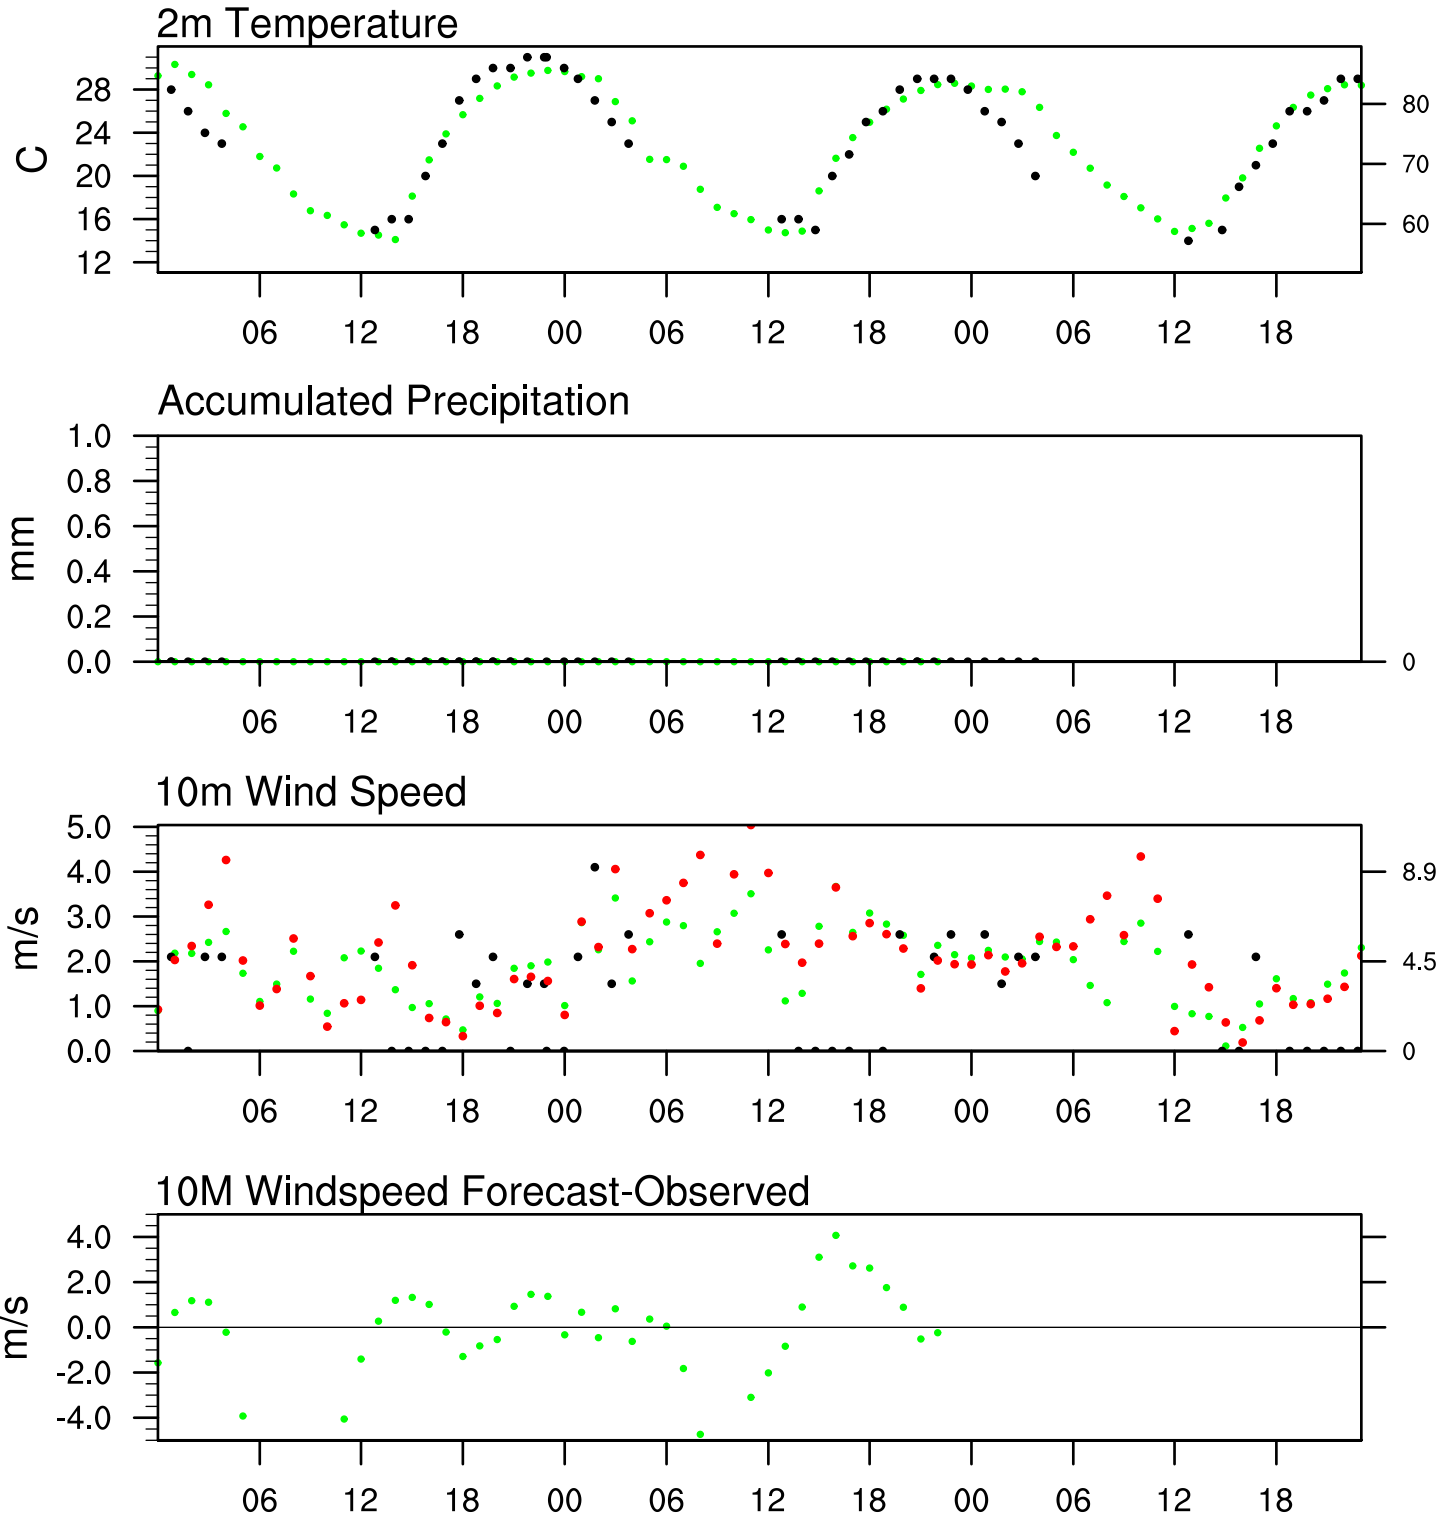 2m Temperature
28
24
20
16
12
C
80
70
60
06 12 18 00 06 12 18 00 06 12 18
Accumulated Precipitation
1.0
0.8
0.6
0.4
0.2
0.0
mm
0
06 12 18 00 06 12 18 00 06 12 18
10m Wind Speed
5.0
4.0
3.0
2.0
1.0
0.0
m/s
8.9
4.5
0
06 12 18 00 06 12 18 00 06 12 18
10M Windspeed Forecast-Observed
4.0
2.0
0.0
-2.0
-4.0
m/s
06 12 18 00 06 12 18 00 06 12 18